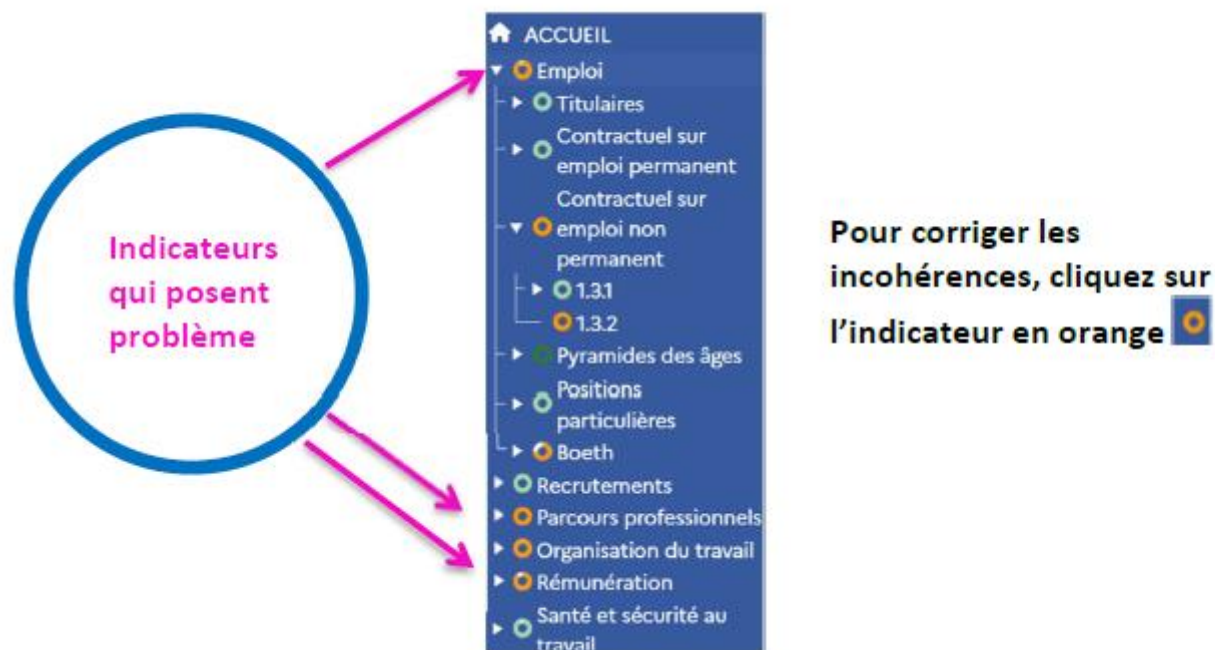 Indicateurs
qui posent
problème
ACCUEIL
Emploi
Titulaires
Contractuel sur
emploi permanent
Contractuel sur
emploi non
permanent
1.3.1
1.3.2
Pyramides des âges
Positions
particulières
Boeth
Recrutements
Parcours professionnels
Organisation du travail
Rémunération
Santé et sécurité au
travail
Pour corriger les
incohérences, cliquez sur
l’indicateur en orange